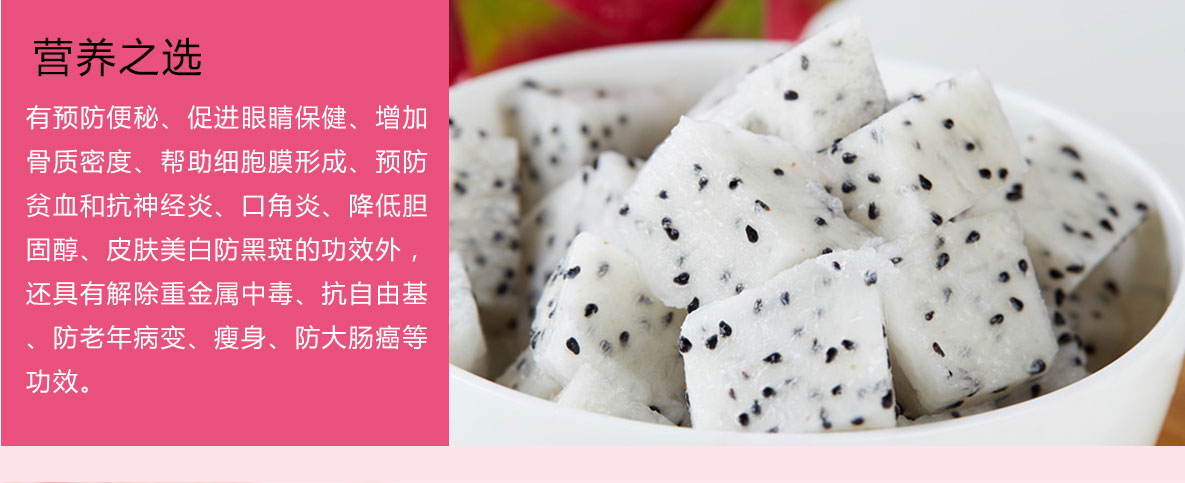 营养之选
有预防便秘、促进眼睛保健、增加
骨质密度、帮助细胞膜形成、预防
贫血和抗神经炎、口角炎、降低胆
固醇、皮肤美白防黑斑的功效外，
还具有解除重金属中毒、抗自由基
、防老年病变、瘦身、防大肠癌等
功效。